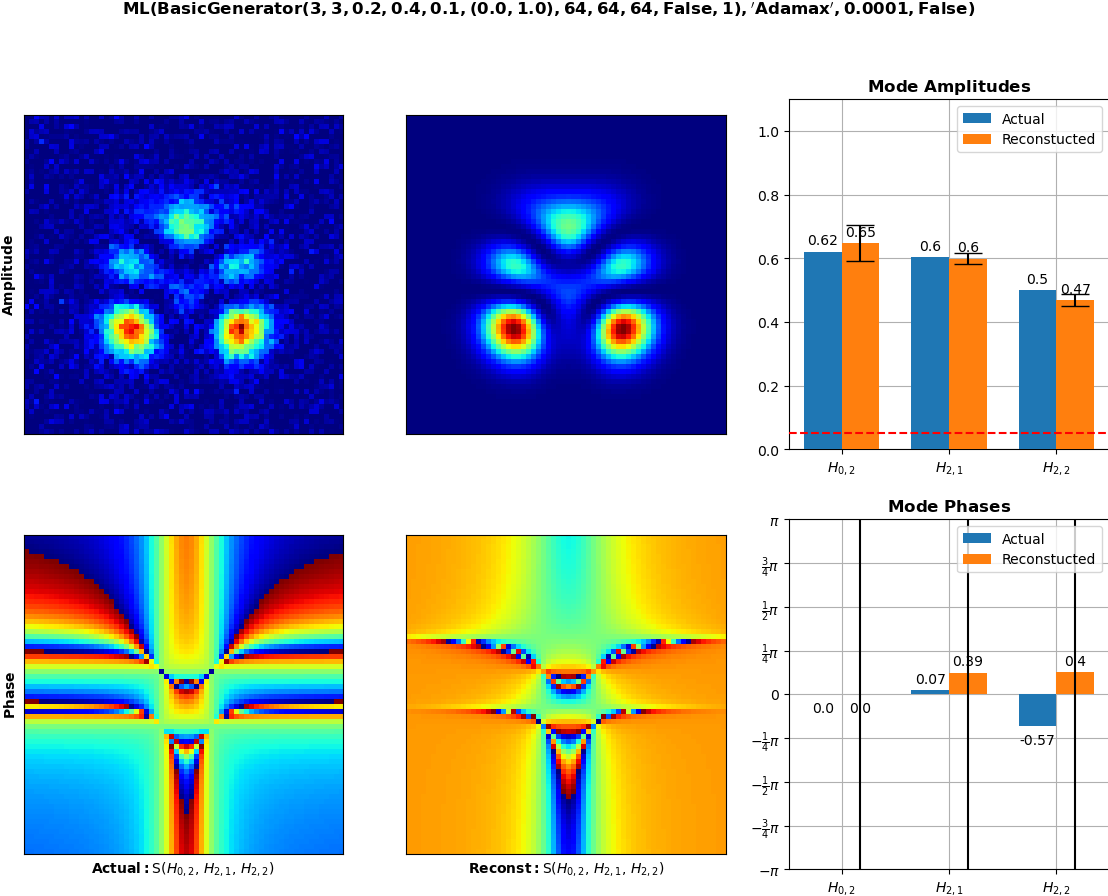 ML(BasicGenerator(3, 3, 0.2, 0.4, 0.1, (0.0, 1.0), 64, 64, 64, False, 1), ′Adamax′, 0.0001, False)
Amplitude
Mode Amplitudes
Actual
Reconstucted
1.0
0.8
0.6
0.4
0.2
0.0
0.62
0.65
0.6
0.6
0.5
0.47
H0, 2
H2, 1
H2, 2
Phase
Actual: S(H0, 2, H2, 1, H2, 2)
Reconst: S(H0, 2, H2, 1, H2, 2)
Mode Phases
Actual
Reconstucted
π
3/4π
1/2π
1/4π
0
−1/4π
−1/2π
−3/4π
−π
0.0
0.0
0.07
0.39
-0.57
0.4
H0, 2
H2, 1
H2, 2